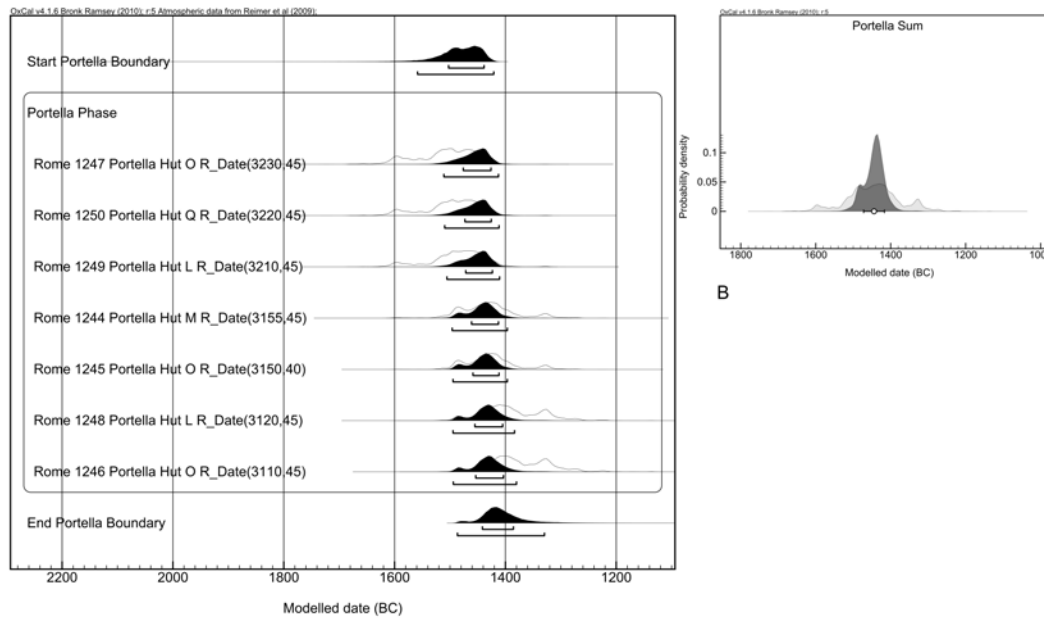 OxCal v4.1.6 Bronk Ramsey (2010); r:5 Atmospheric data from Reimer et al (2009);
Start Portella Boundary
Portella Phase
Rome 1247 Portella Hut O R_Date(3230,45)
Rome 1250 Portella Hut Q R_Date(3220,45)
Rome 1249 Portella Hut L R_Date(3210,45)
Rome 1244 Portella Hut M R_Date(3155,45)
Rome 1245 Portella Hut O R_Date(3150,40)
Rome 1248 Portella Hut L R_Date(3120,45)
Rome 1246 Portella Hut O R_Date(3110,45)
End Portella Boundary
2200 2000 1800 1600 1400 1200
Modelled date (BC)
OxCal v4.1.6 Bronk Ramsey (2010); r:5
Portella Sum
Probability density
0.1
0.05
0
1800 1600 1400 1200 1000
Modelled date (BC)
B